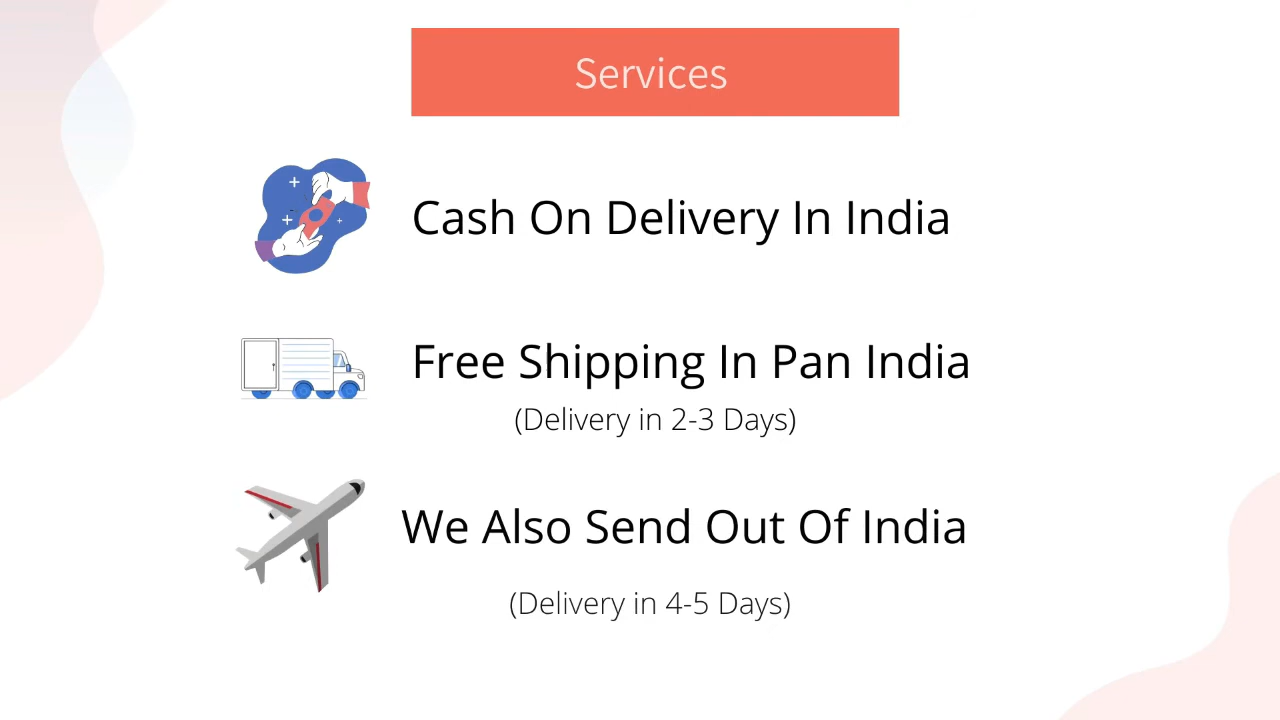 Services
Cash On Delivery In India
Free Shipping In Pan India
(Delivery in 2-3 Days)
We Also Send Out Of India
(Delivery in 4-5 Days)